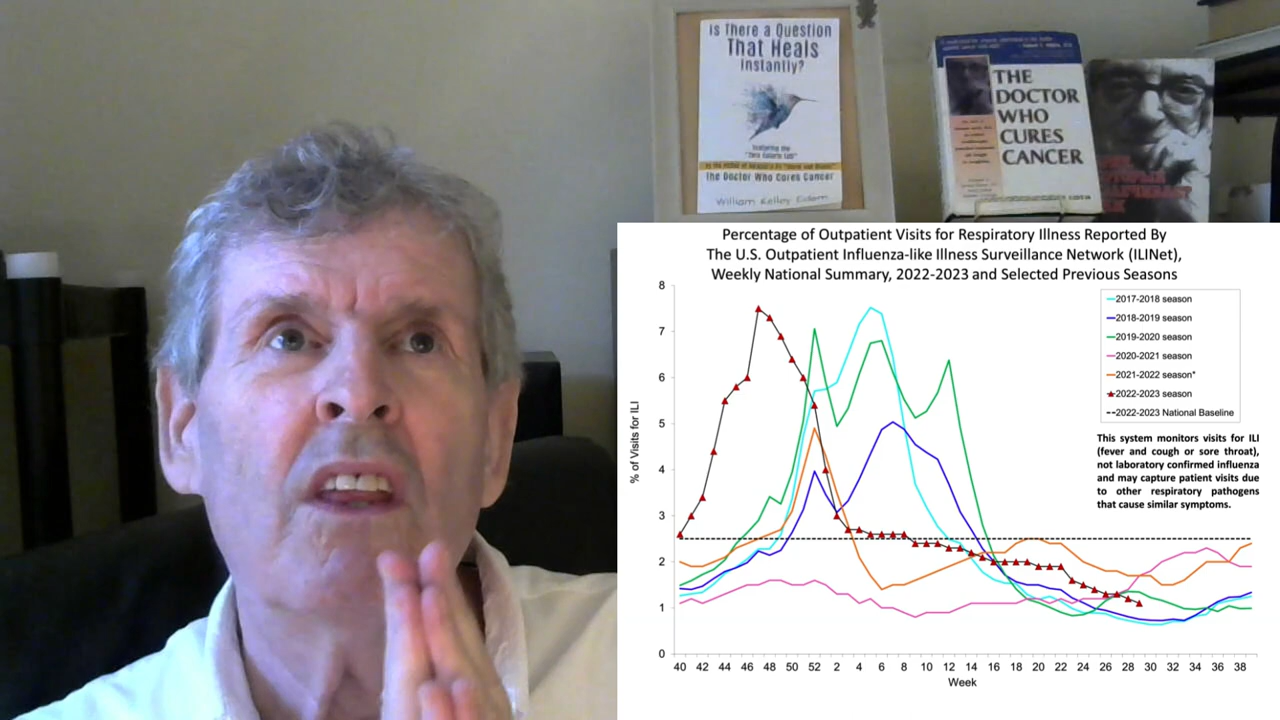 Is There a Question
That Heals
Instantly?
Featuring the
The Doctor Who Cures Cancer
William Kelley Eidem
THE
DOCTOR
WHO
CURES
CANCER
Percentage of Outpatient Visits for Respiratory Illness Reported By
The U.S. Outpatient Influenza-like Illness Surveillance Network (ILINet),
Weekly National Summary, 2022-2023 and Selected Previous Seasons
8
7
6
5
4
3
2
1
0
% of Visits for ILI
2017-2018 season
2018-2019 season
2019-2020 season
2020-2021 season
2021-2022 season*
2022-2023 season
2022-2023 National Baseline
This system monitors visits for ILI
(fever and cough or sore throat),
not laboratory confirmed influenza
and may capture patient visits due
to other respiratory pathogens
that cause similar symptoms.
40 42 44 46 48 50 52 2 4 6 8 10 12 14 16 18 20 22 24 26 28 30 32 34 36 38
Week